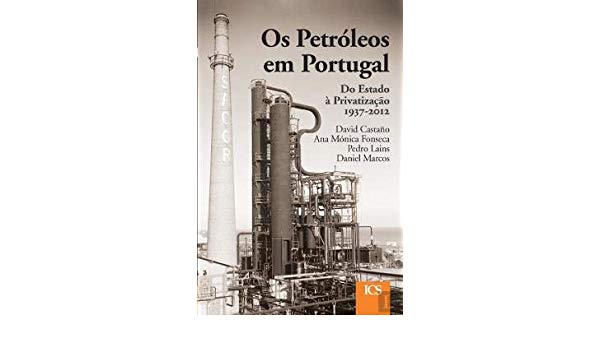 Os Petróleos
em Portugal
Do Estado
à Privatização
1937-2012
David Castaño
Ana Mónica Fonseca
Pedro Lains
Daniel Marcos
SACOR
ICS